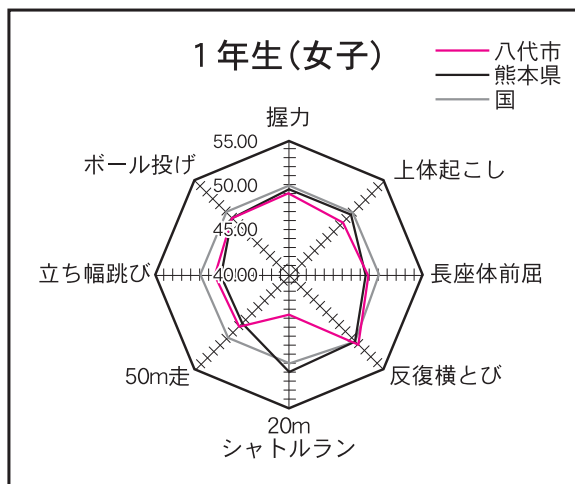 1年生(女子)
八代市
熊本県
国
握力
55.00
ボール投げ
上体起こし
50.00
45.00
立ち幅跳び
40.00
長座体前屈
50m走
反復横とび
20m
シャトルラン